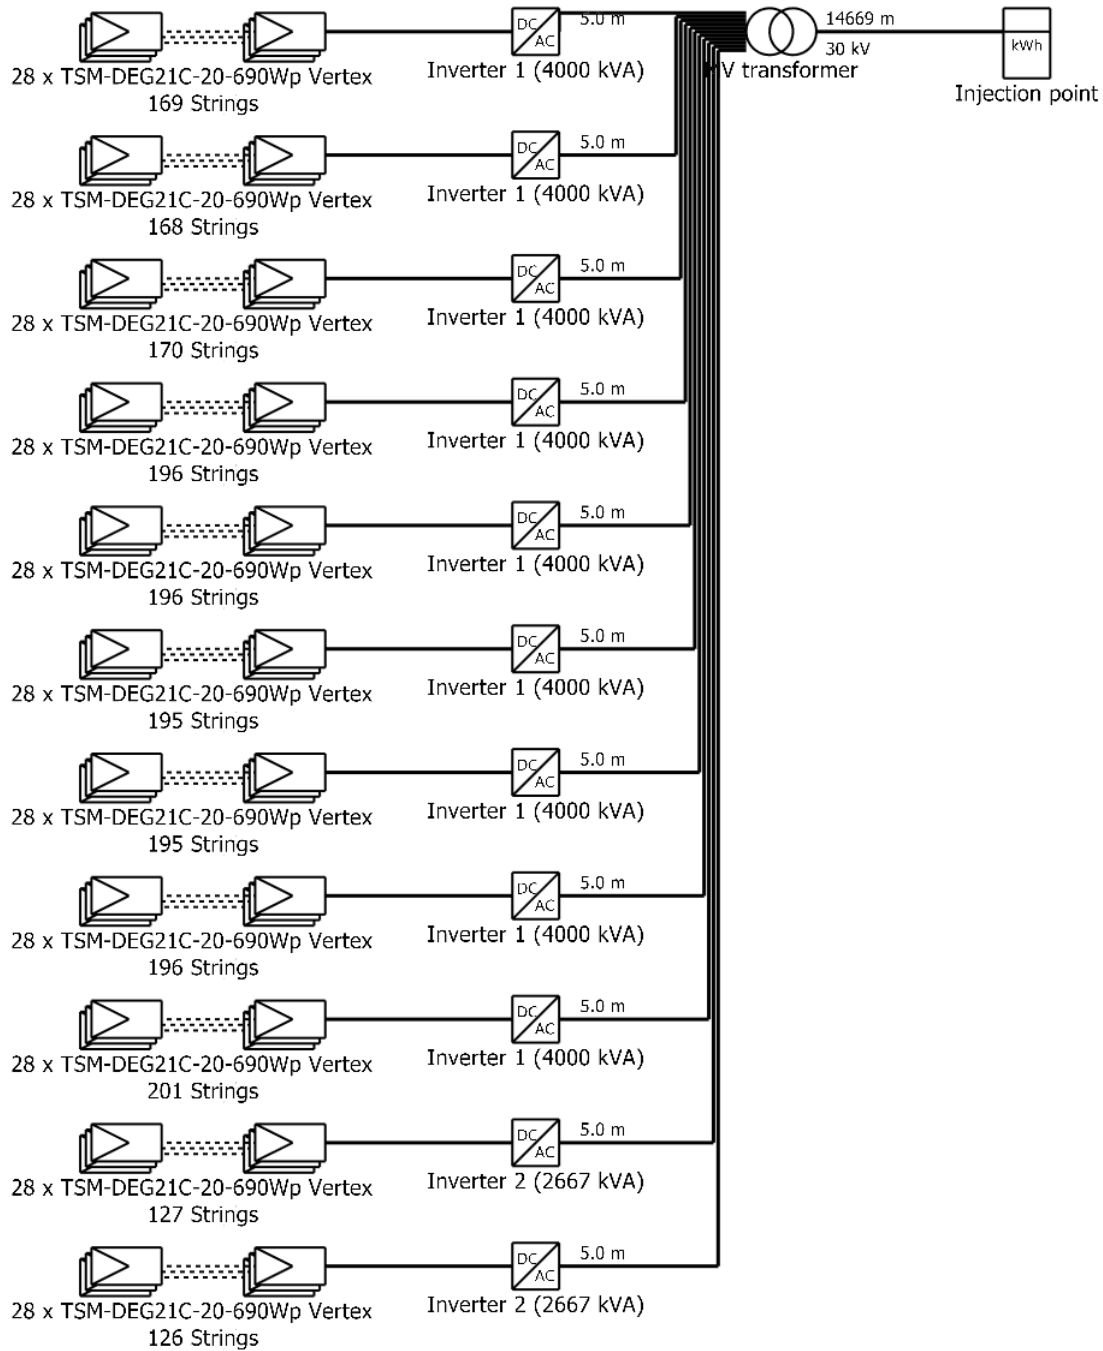 DC
AC
5.0 m
14669 m
30 kV
kWh
28 x TSM-DEG21C-20-690Wp Vertex
169 Strings
Inverter 1 (4000 kVA)
V transformer
Injection point
DC
AC
5.0 m
28 x TSM-DEG21C-20-690Wp Vertex
168 Strings
Inverter 1 (4000 kVA)
DC
AC
5.0 m
28 x TSM-DEG21C-20-690Wp Vertex
170 Strings
Inverter 1 (4000 kVA)
DC
AC
5.0 m
28 x TSM-DEG21C-20-690Wp Vertex
196 Strings
Inverter 1 (4000 kVA)
DC
AC
5.0 m
28 x TSM-DEG21C-20-690Wp Vertex
196 Strings
Inverter 1 (4000 kVA)
DC
AC
5.0 m
28 x TSM-DEG21C-20-690Wp Vertex
195 Strings
Inverter 1 (4000 kVA)
DC
AC
5.0 m
28 x TSM-DEG21C-20-690Wp Vertex
195 Strings
Inverter 1 (4000 kVA)
DC
AC
5.0 m
28 x TSM-DEG21C-20-690Wp Vertex
196 Strings
Inverter 1 (4000 kVA)
DC
AC
5.0 m
28 x TSM-DEG21C-20-690Wp Vertex
201 Strings
Inverter 1 (4000 kVA)
DC
AC
5.0 m
28 x TSM-DEG21C-20-690Wp Vertex
127 Strings
Inverter 2 (2667 kVA)
DC
AC
5.0 m
28 x TSM-DEG21C-20-690Wp Vertex
126 Strings
Inverter 2 (2667 kVA)